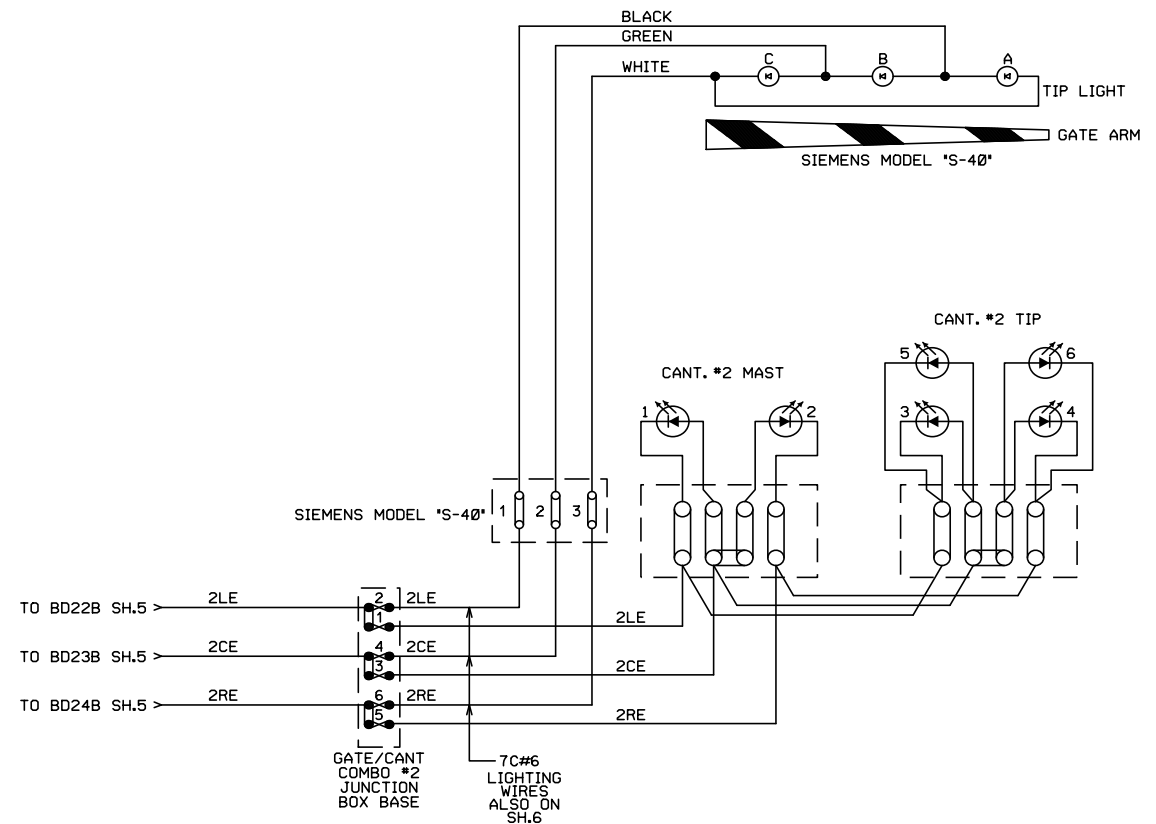 BLACK
GREEN
WHITE
C B A
TIP LIGHT
GATE ARM
SIEMENS MODEL "S-40"
CANT. #2 TIP
5 6
CANT. #2 MAST
1 2 3 4
SIEMENS MODEL "S-40" 1 2 3
TO BD22B SH.5 > 2LE 2 2LE
1 2LE
TO BD23B SH.5 > 2CE 4 2CE
3 2CE
TO BD24B SH.5 > 2RE 6 2RE
5 2RE
GATE/CANT
COMBO #2
JUNCTION
BOX BASE
7C#6
LIGHTING
WIRES
ALSO ON
SH.6